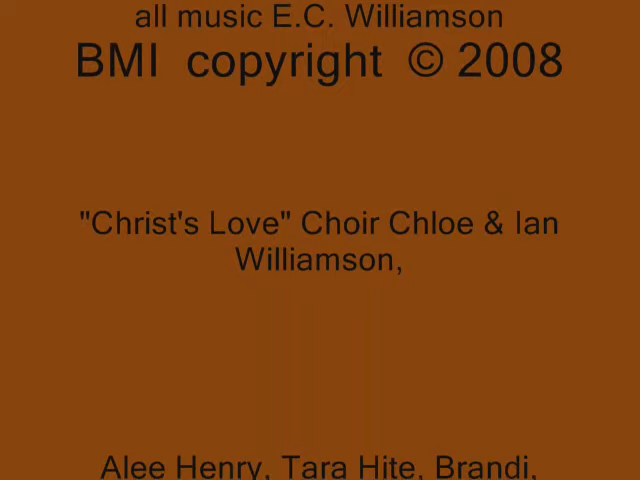 all music E.C. Williamson
BMI copyright © 2008
"Christ's Love" Choir Chloe & Ian
Williamson,
Alee Henry, Tara Hite, Brandi,